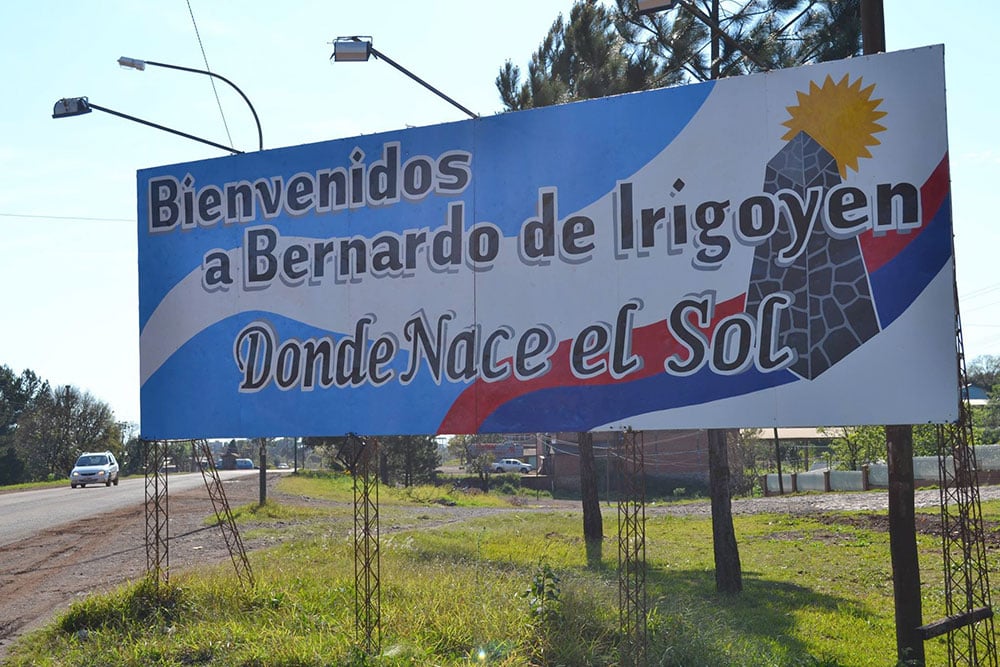 Bienvenidos
a Bernardo de Irigoyen
Donde Nace el Sol